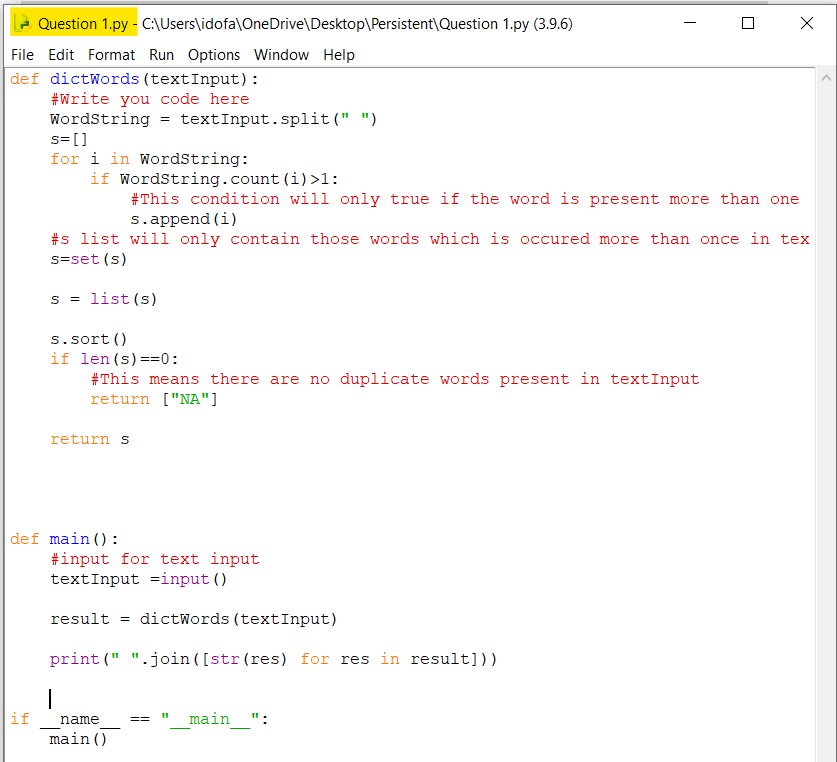 Question 1.py - C:\Users\idofa\OneDrive\Desktop\Persistent\Question 1.py (3.9.6)
File Edit Format Run Options Window Help
def dictWords(textInput):
    #Write you code here
    WordString = textInput.split(" ")
    s=[]
    for i in WordString:
        if WordString.count(i)>1:
            #This condition will only true if the word is present more than one
            s.append(i)
    #s list will only contain those words which is occured more than once in tex
    s=set(s)
    s = list(s)
    s.sort()
    if len(s)==0:
        #This means there are no duplicate words present in textInput
        return ["NA"]
    return s
def main():
    #input for text input
    textInput =input()
    result = dictWords(textInput)
    print(" ".join([str(res) for res in result]))
if __name__ == "__main__":
    main()